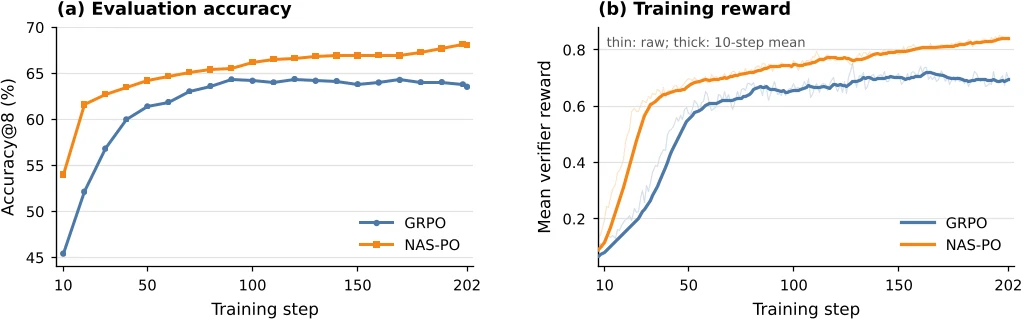 (a) Evaluation accuracy
Accuracy@8 (%)
70
65
60
55
50
45
10
50
100
150
202
Training step
GRPO
NAS-PO
(b) Training reward
thin: raw; thick: 10-step mean
Mean verifier reward
0.8
0.6
0.4
0.2
10
50
100
150
202
Training step
GRPO
NAS-PO